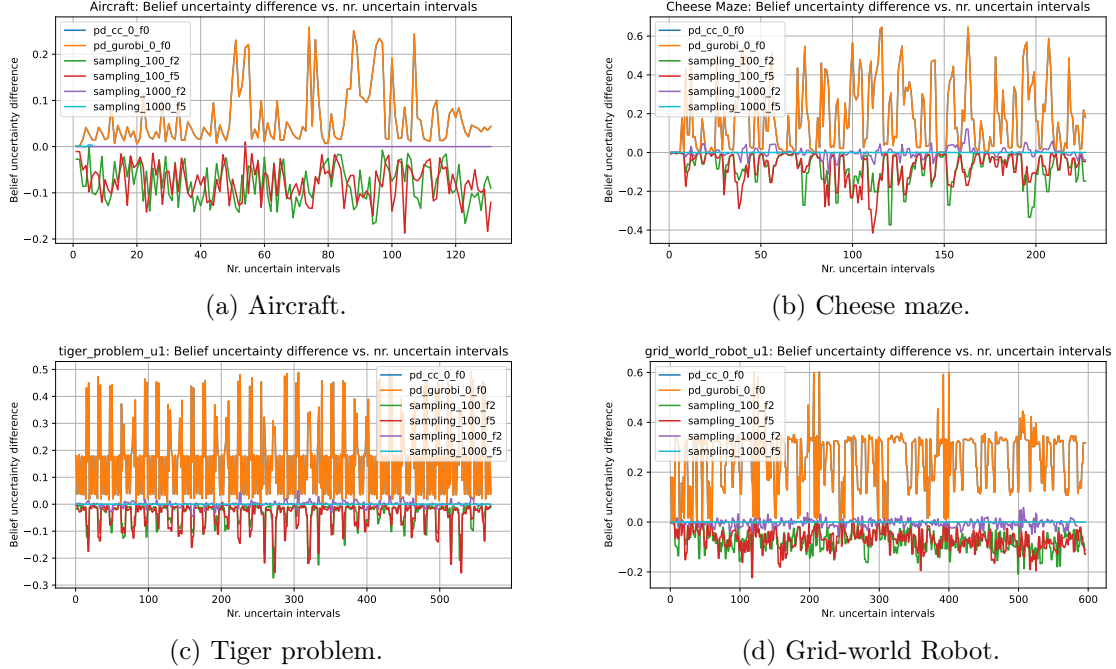 Aircraft: Belief uncertainty difference vs. nr. uncertain intervals
Belief uncertainty difference
0.2
0.1
0.0
−0.1
−0.2
pd_cc_0_f0
pd_gurobi_0_f0
sampling_100_f2
sampling_100_f5
sampling_1000_f2
sampling_1000_f5
0
20
40
60
80
100
120
Nr. uncertain intervals
(a) Aircraft.
Cheese Maze: Belief uncertainty difference vs. nr. uncertain intervals
Belief uncertainty difference
0.6
0.4
0.2
0.0
−0.2
−0.4
pd_cc_0_f0
pd_gurobi_0_f0
sampling_100_f2
sampling_100_f5
sampling_1000_f2
sampling_1000_f5
0
50
100
150
200
Nr. uncertain intervals
(b) Cheese maze.
tiger_problem_u1: Belief uncertainty difference vs. nr. uncertain intervals
Belief uncertainty difference
0.5
0.4
0.3
0.2
0.1
0.0
−0.1
−0.2
−0.3
pd_cc_0_f0
pd_gurobi_0_f0
sampling_100_f2
sampling_100_f5
sampling_1000_f2
sampling_1000_f5
0
100
200
300
400
500
Nr. uncertain intervals
(c) Tiger problem.
grid_world_robot_u1: Belief uncertainty difference vs. nr. uncertain intervals
Belief uncertainty difference
0.6
0.4
0.2
0.0
−0.2
pd_cc_0_f0
pd_gurobi_0_f0
sampling_100_f2
sampling_100_f5
sampling_1000_f2
sampling_1000_f5
0
100
200
300
400
500
600
Nr. uncertain intervals
(d) Grid-world Robot.